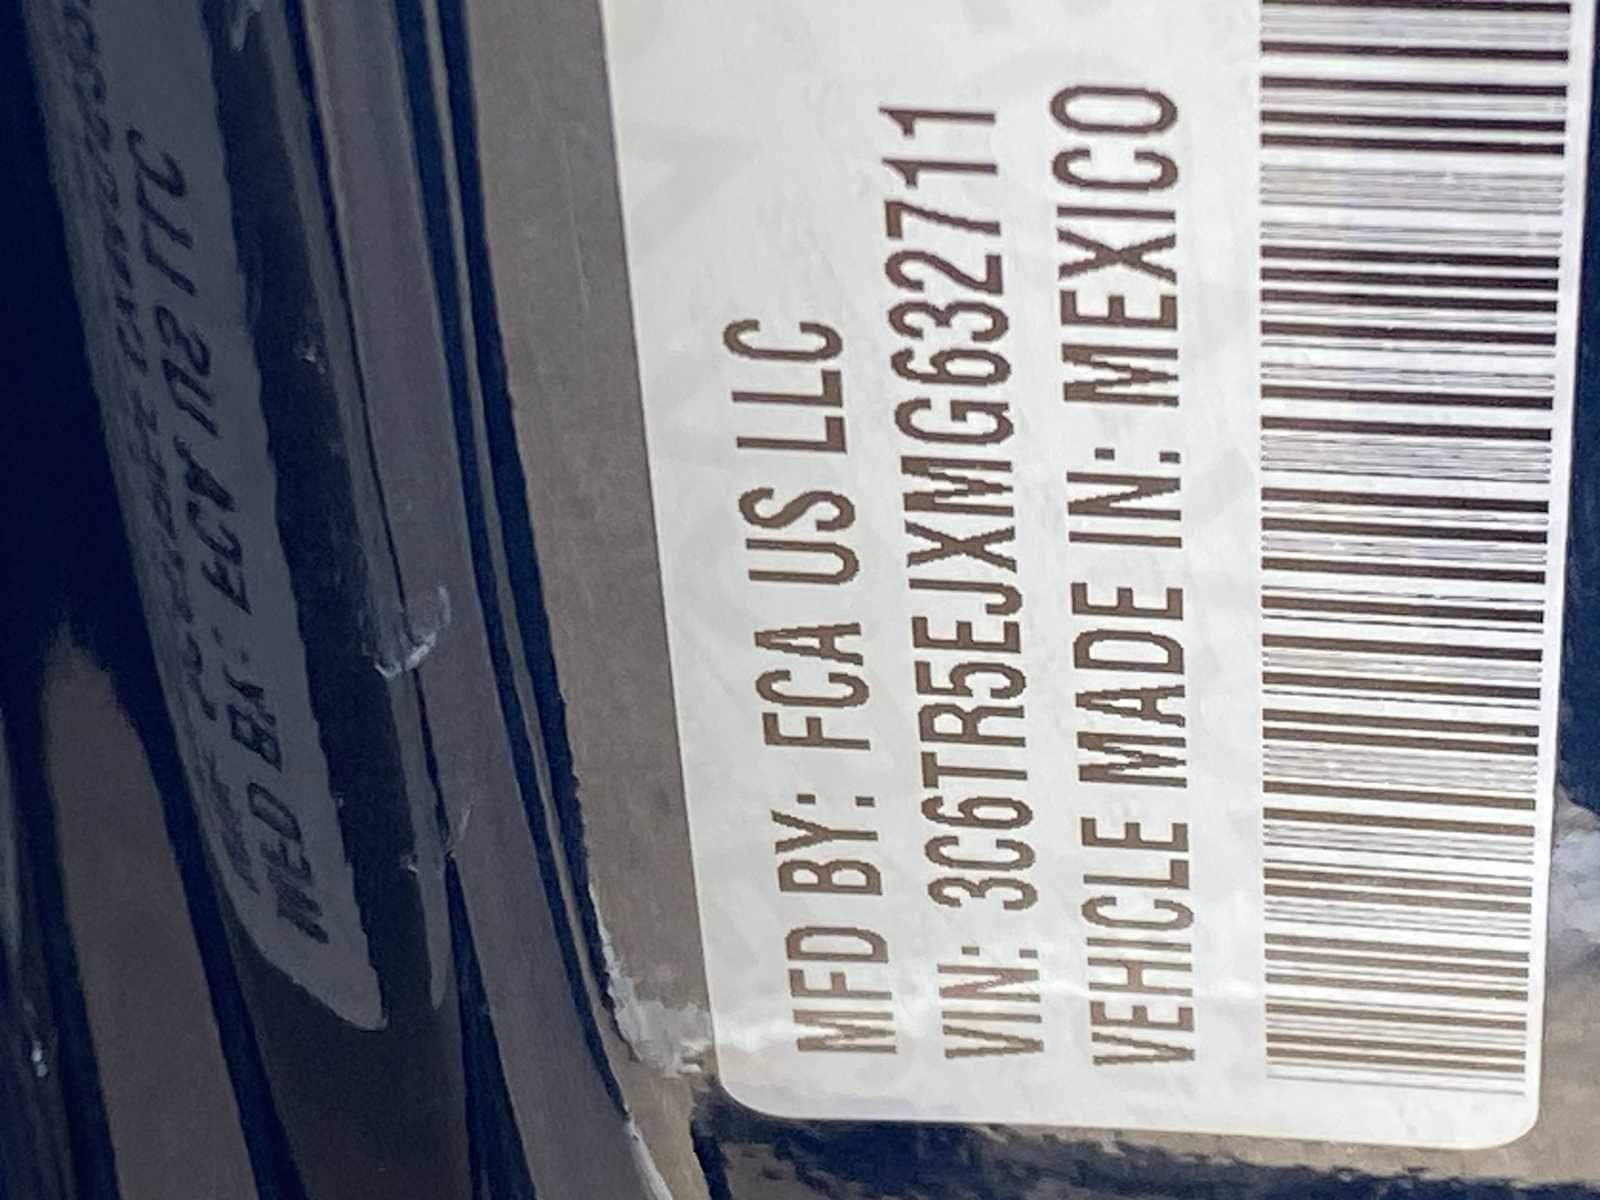 MFD BY: FCA US LLC
VIN: 3C6TR5EJXMG632711
VEHICLE MADE IN: MEXICO